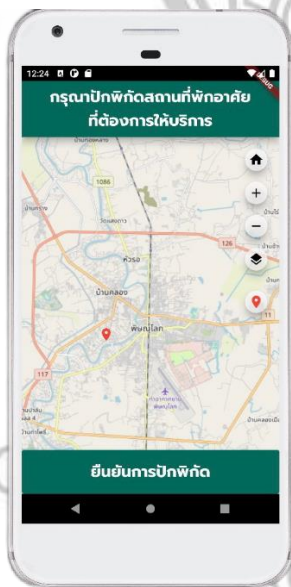 12:24
DEBUG
กรุณาปักพิกัดสถานที่พักอาศัย
ที่ต้องการให้บริการ
1086
126
หัวรอ
บ้านคลอง
พิษณุโลก
11
117
ยืนยันการปักพิกัด